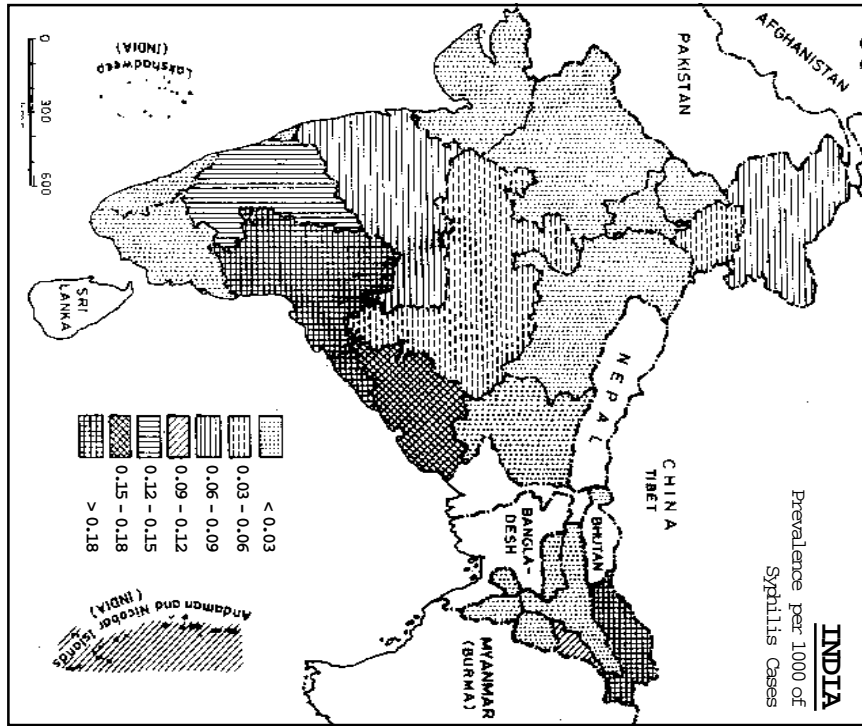 INDIA
Prevalence per 1000 of
Syphilis Cases
AFGHANISTAN
PAKISTAN
CHINA
TIBET
NEPAL
BHUTAN
BANGLA-
DESH
MYANMAR
(BURMA)
SRI
LANKA
Lakshadweep
(INDIA)
Andaman and Nicobar Islands
(INDIA)
0 300 600
< 0.03
0.03 - 0.06
0.06 - 0.09
0.09 - 0.12
0.12 - 0.15
0.15 - 0.18
> 0.18